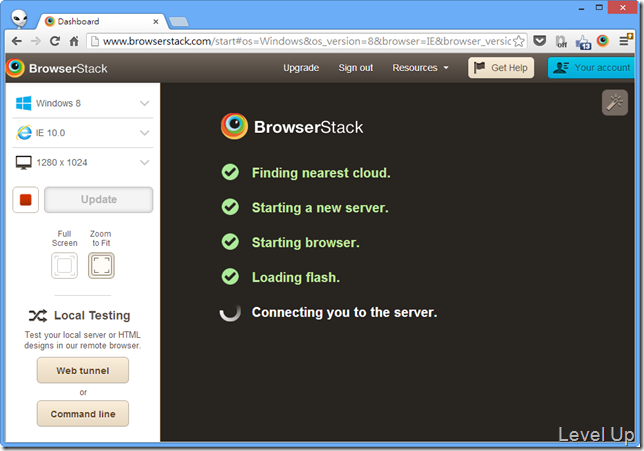 Dashboard
www.browserstack.com/start#os=Windows&os_version=8&browser=IE&browser_versic
off
13
BrowserStack
Upgrade
Sign out
Resources
Get Help
Your account
Windows 8
IE 10.0
1280 x 1024
Update
Full
Screen
Zoom
to Fit
Local Testing
Test your local server or HTML
designs in our remote browser.
Web tunnel
or
Command line
BrowserStack
Finding nearest cloud.
Starting a new server.
Starting browser.
Loading flash.
Connecting you to the server.
Level Up